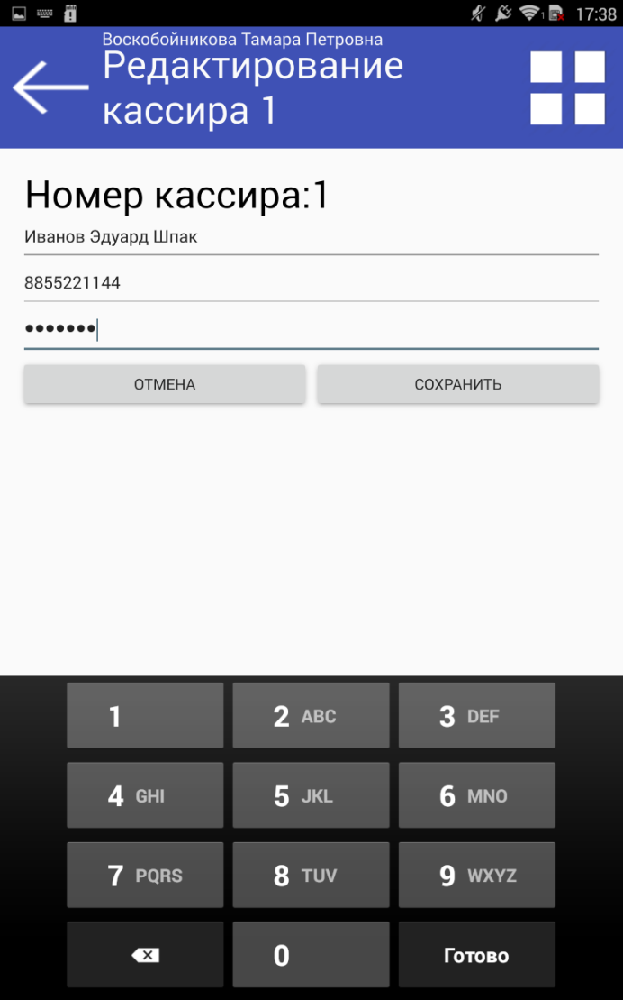 17:38
Воскобойникова Тамара Петровна
Редактирование
кассира 1
Номер кассира:1
Иванов Эдуард Шпак
8855221144
•••••••
ОТМЕНА
СОХРАНИТЬ
1
2 ABC
3 DEF
4 GHI
5 JKL
6 MNO
7 PQRS
8 TUV
9 WXYZ
0
Готово